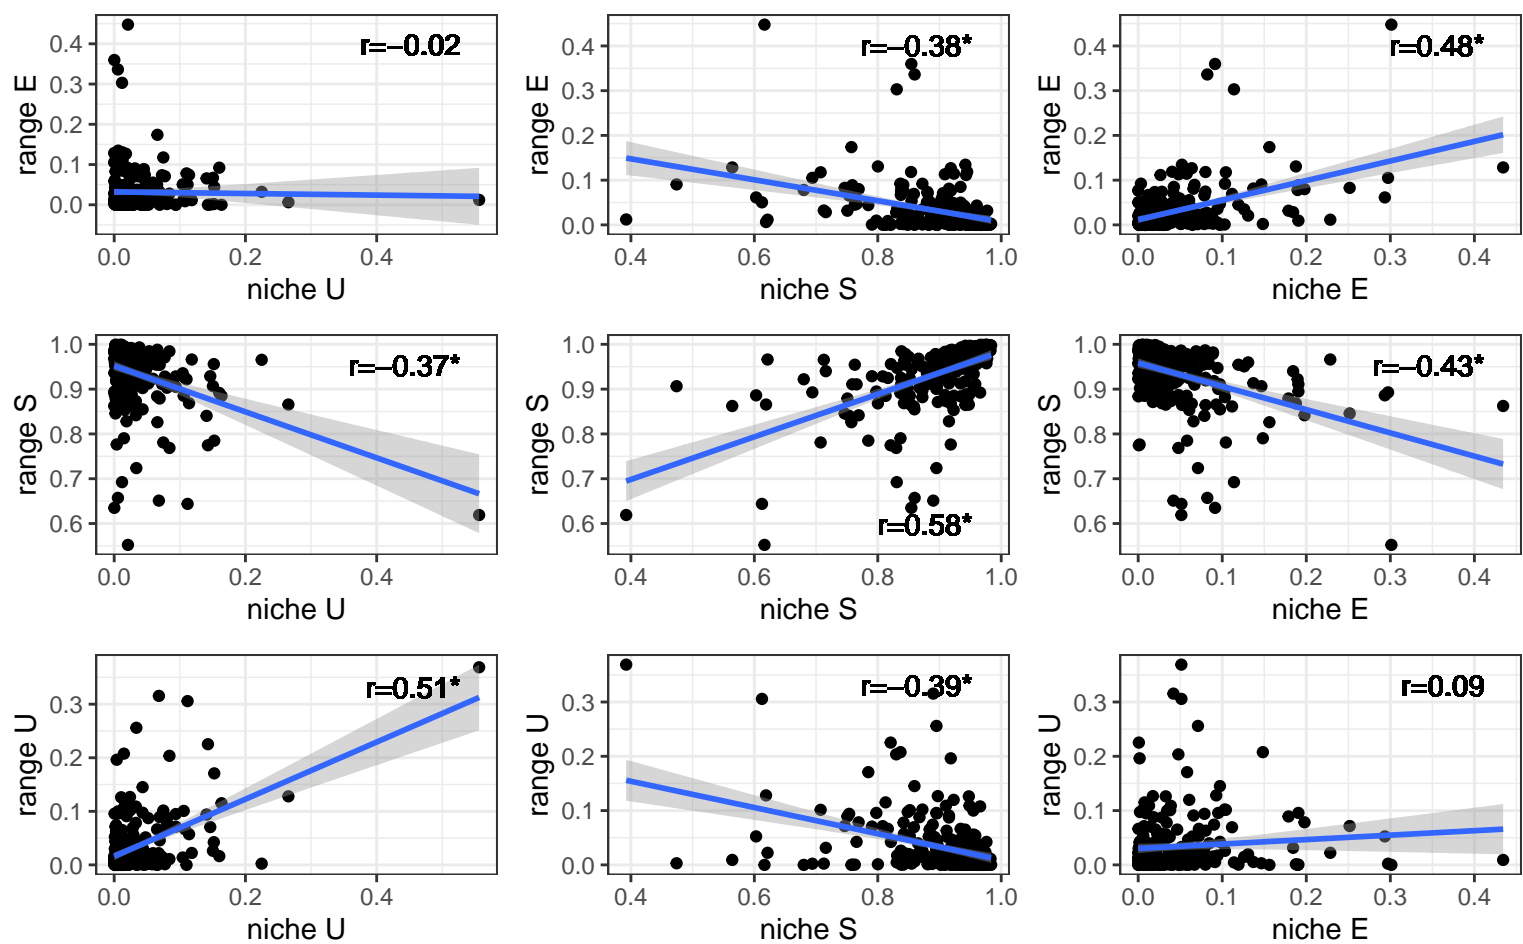 range E
0.4
0.3
0.2
0.1
0.0
r=−0.02
0.0 0.2 0.4
niche U
range E
0.4
0.3
0.2
0.1
0.0
r=−0.38*
0.4 0.6 0.8 1.0
niche S
range E
0.4
0.3
0.2
0.1
0.0
r=0.48*
0.0 0.1 0.2 0.3 0.4
niche E
range S
1.0
0.9
0.8
0.7
0.6
r=−0.37*
0.0 0.2 0.4
niche U
range S
1.0
0.9
0.8
0.7
0.6
r=0.58*
0.4 0.6 0.8 1.0
niche S
range S
1.0
0.9
0.8
0.7
0.6
r=−0.43*
0.0 0.1 0.2 0.3 0.4
niche E
range U
0.3
0.2
0.1
0.0
r=0.51*
0.0 0.2 0.4
niche U
range U
0.3
0.2
0.1
0.0
r=−0.39*
0.4 0.6 0.8 1.0
niche S
range U
0.3
0.2
0.1
0.0
r=0.09
0.0 0.1 0.2 0.3 0.4
niche E